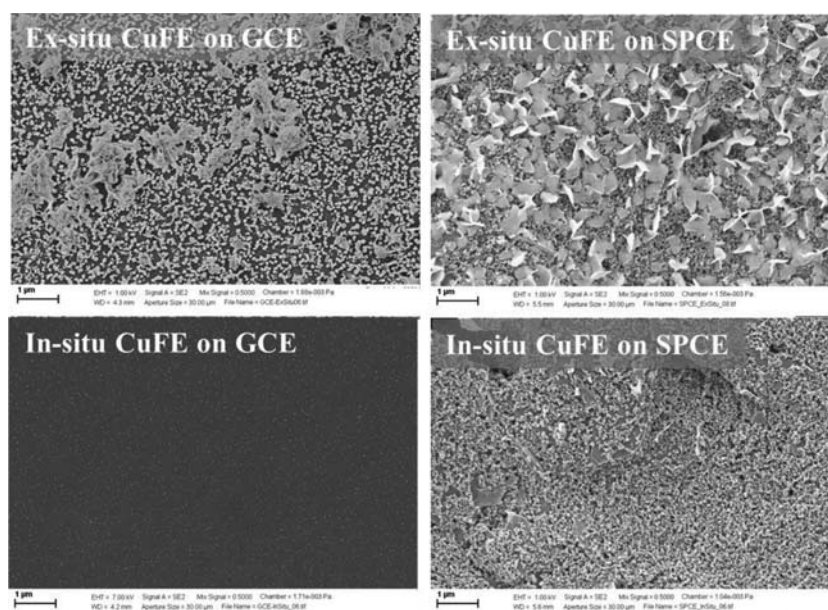 Ex-situ CuFE on GCE
1 µm
EHT = 1.00 kV Signal A = SE2 Mix Signal = 0.5000 Chamber = 1.69e-003 Pa
WD = 4.3 mm Aperture Size = 30.00 µm File Name = GCE-ExSitu06.tif
Ex-situ CuFE on SPCE
1 µm
EHT = 1.00 kV Signal A = SE2 Mix Signal = 0.5000 Chamber = 1.56e-003 Pa
WD = 5.5 mm Aperture Size = 30.00 µm File Name = SPCE_ExSitu_08.tif
In-situ CuFE on GCE
1 µm
EHT = 7.00 kV Signal A = SE2 Mix Signal = 0.5000 Chamber = 1.71e-003 Pa
WD = 4.2 mm Aperture Size = 30.00 µm File Name = GCE-InSitu_06.tif
In-situ CuFE on SPCE
1 µm
EHT = 1.00 kV Signal A = SE2 Mix Signal = 0.5000 Chamber = 1.04e-003 Pa
WD = 5.6 mm Aperture Size = 30.00 µm File Name = SPCE_InSitu_06.tif